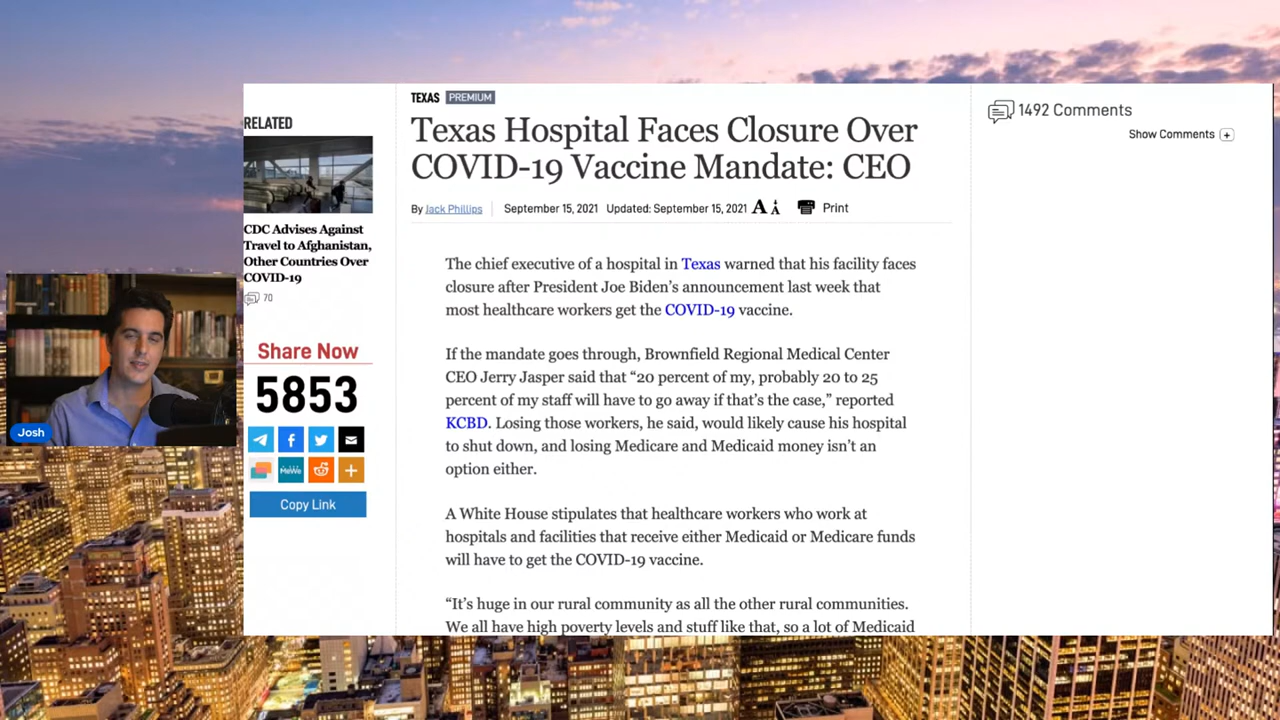 TEXAS PREMIUM
Texas Hospital Faces Closure Over
COVID-19 Vaccine Mandate: CEO
By Jack Phillips September 15, 2021 Updated: September 15, 2021 A A Print
The chief executive of a hospital in Texas warned that his facility faces
closure after President Joe Biden’s announcement last week that
most healthcare workers get the COVID-19 vaccine.
If the mandate goes through, Brownfield Regional Medical Center
CEO Jerry Jasper said that “20 percent of my, probably 20 to 25
percent of my staff will have to go away if that’s the case,” reported
KCBD. Losing those workers, he said, would likely cause his hospital
to shut down, and losing Medicare and Medicaid money isn’t an
option either.
A White House stipulates that healthcare workers who work at
hospitals and facilities that receive either Medicaid or Medicare funds
will have to get the COVID-19 vaccine.
“It’s huge in our rural community as all the other rural communities.
We all have high poverty levels and stuff like that, so a lot of Medicaid
RELATED
CDC Advises Against
Travel to Afghanistan,
Other Countries Over
COVID-19
70
Share Now
5853
MeWe
Copy Link
1492 Comments
Show Comments +
Josh